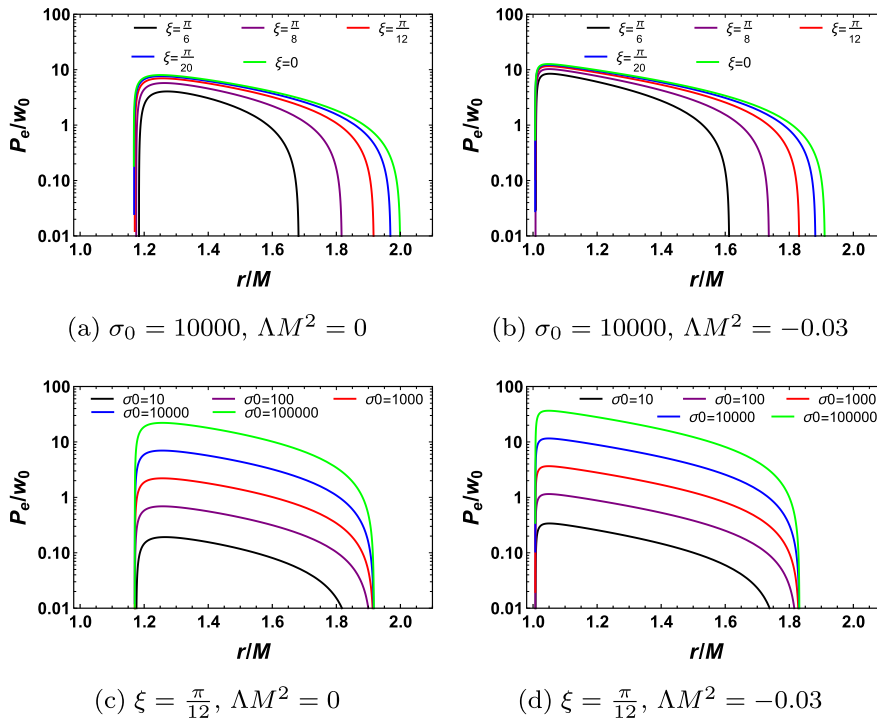 ξ=π/6 ξ=π/8 ξ=π/12
ξ=π/20 ξ=0
100
10
1
0.10
0.01
P_e/w_0
1.0 1.2 1.4 1.6 1.8 2.0
r/M
(a) σ_0 = 10000, ΛM^2 = 0
ξ=π/6 ξ=π/8 ξ=π/12
ξ=π/20 ξ=0
100
10
1
0.10
0.01
P_e/w_0
1.0 1.2 1.4 1.6 1.8 2.0
r/M
(b) σ_0 = 10000, ΛM^2 = −0.03
σ0=10 σ0=100 σ0=1000
σ0=10000 σ0=100000
100
10
1
0.10
0.01
P_e/w_0
1.0 1.2 1.4 1.6 1.8 2.0
r/M
(c) ξ = π/12, ΛM^2 = 0
σ0=10 σ0=100 σ0=1000
σ0=10000 σ0=100000
100
10
1
0.10
0.01
P_e/w_0
1.0 1.2 1.4 1.6 1.8 2.0
r/M
(d) ξ = π/12, ΛM^2 = −0.03